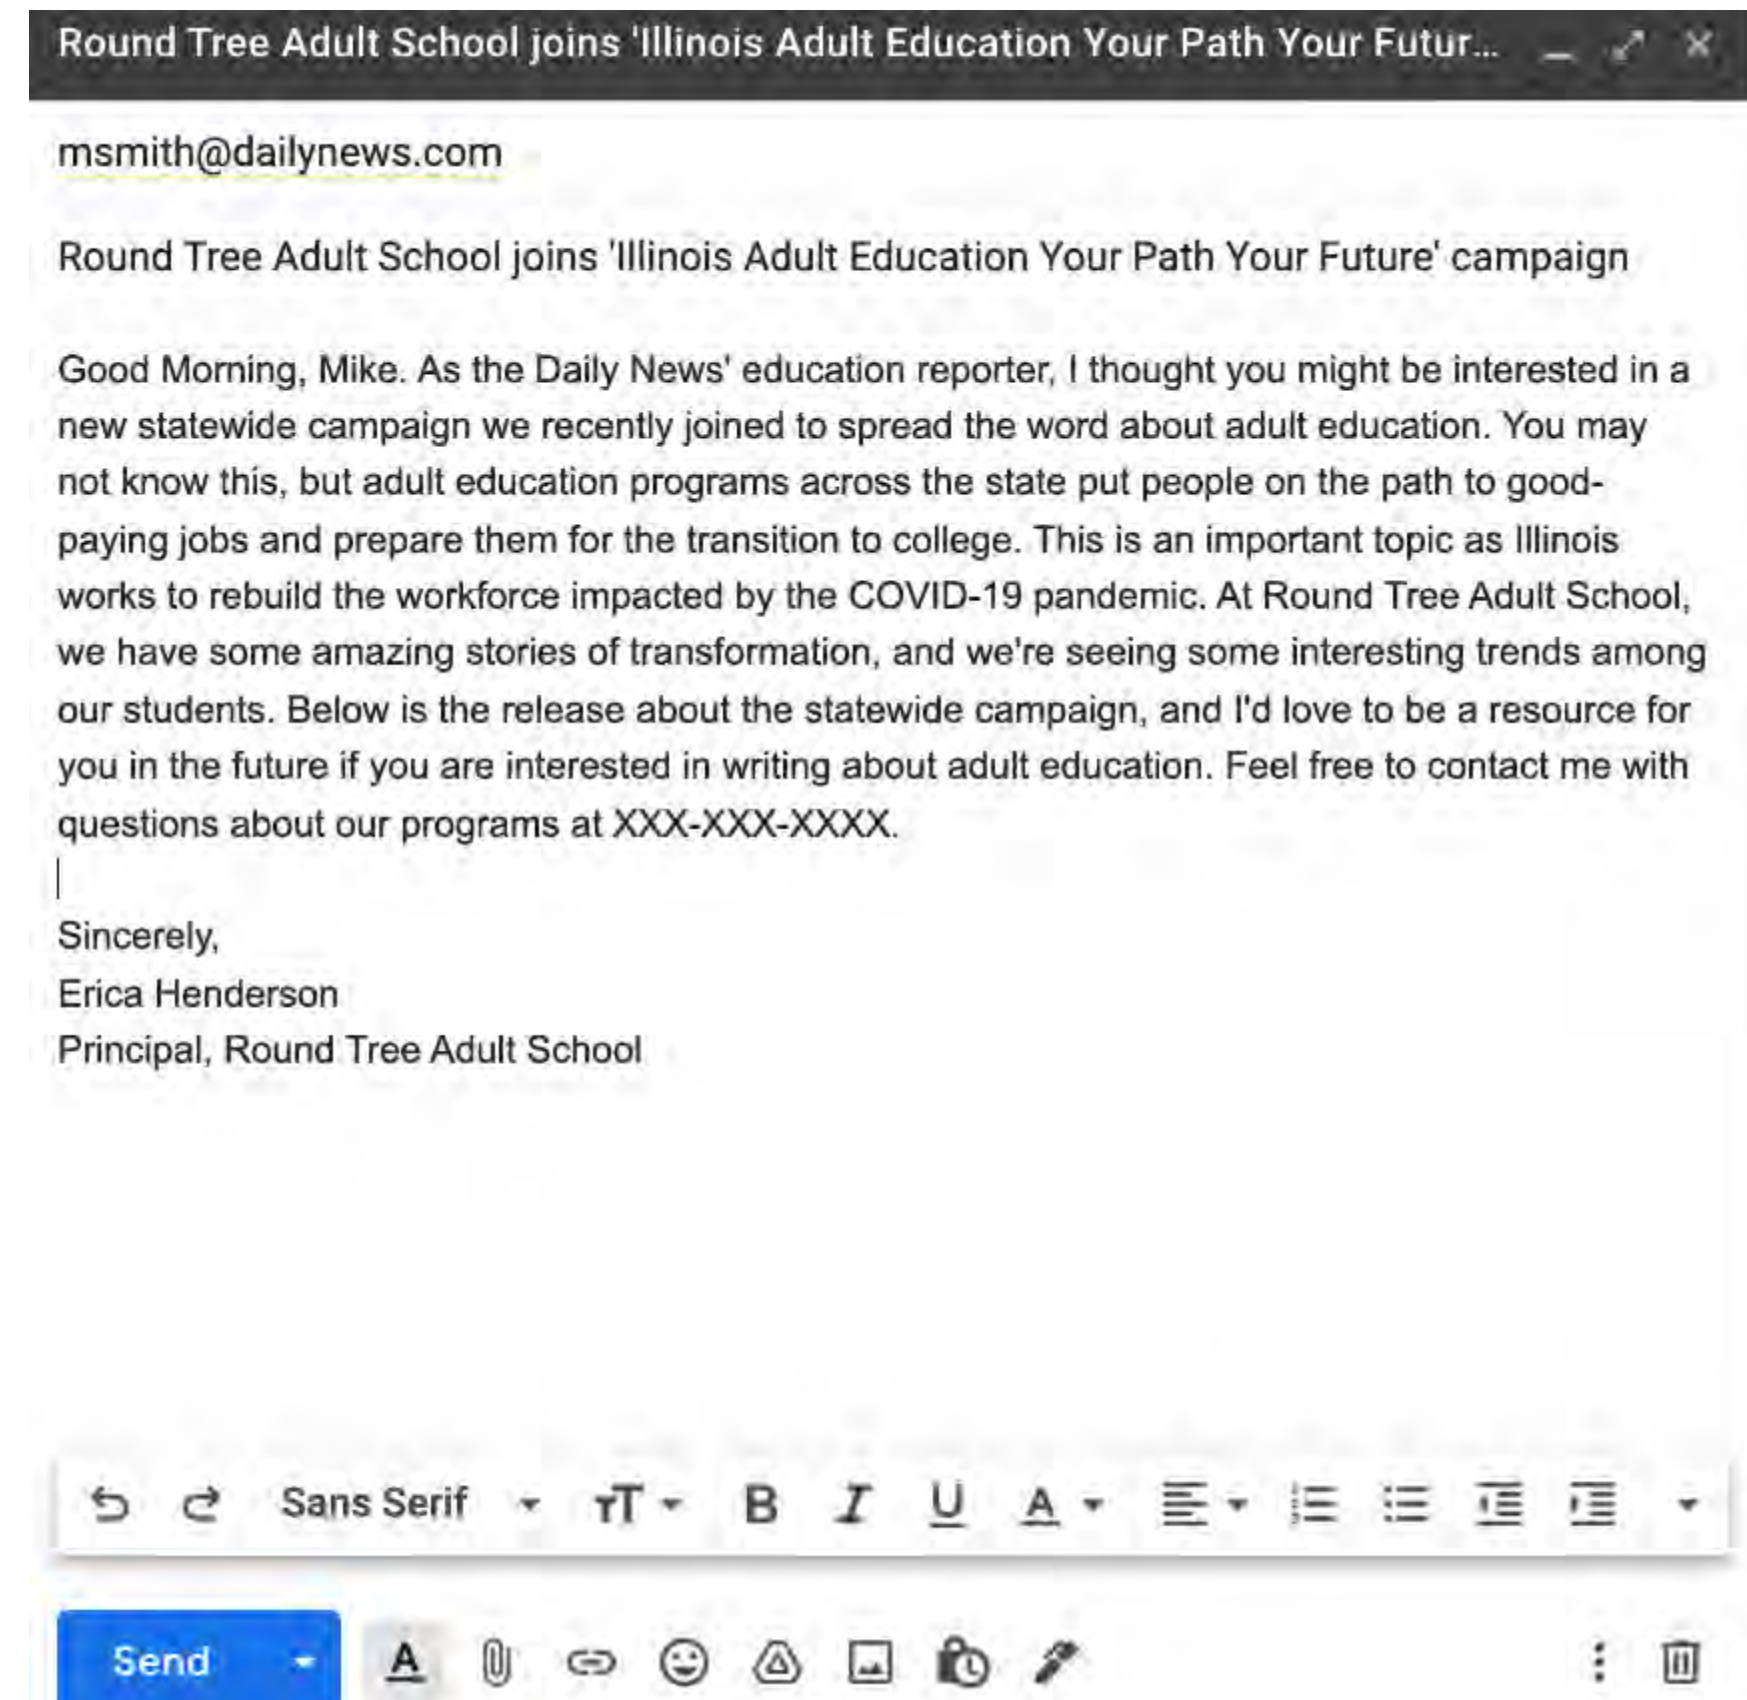 Round Tree Adult School joins 'Illinois Adult Education Your Path Your Futur...
msmith@dailynews.com
Round Tree Adult School joins 'Illinois Adult Education Your Path Your Future' campaign
Good Morning, Mike. As the Daily News' education reporter, I thought you might be interested in a
new statewide campaign we recently joined to spread the word about adult education. You may
not know this, but adult education programs across the state put people on the path to good-
paying jobs and prepare them for the transition to college. This is an important topic as Illinois
works to rebuild the workforce impacted by the COVID-19 pandemic. At Round Tree Adult School,
we have some amazing stories of transformation, and we're seeing some interesting trends among
our students. Below is the release about the statewide campaign, and I'd love to be a resource for
you in the future if you are interested in writing about adult education. Feel free to contact me with
questions about our programs at XXX-XXX-XXXX.
Sincerely,
Erica Henderson
Principal, Round Tree Adult School
Sans Serif TT B I U A
Send A